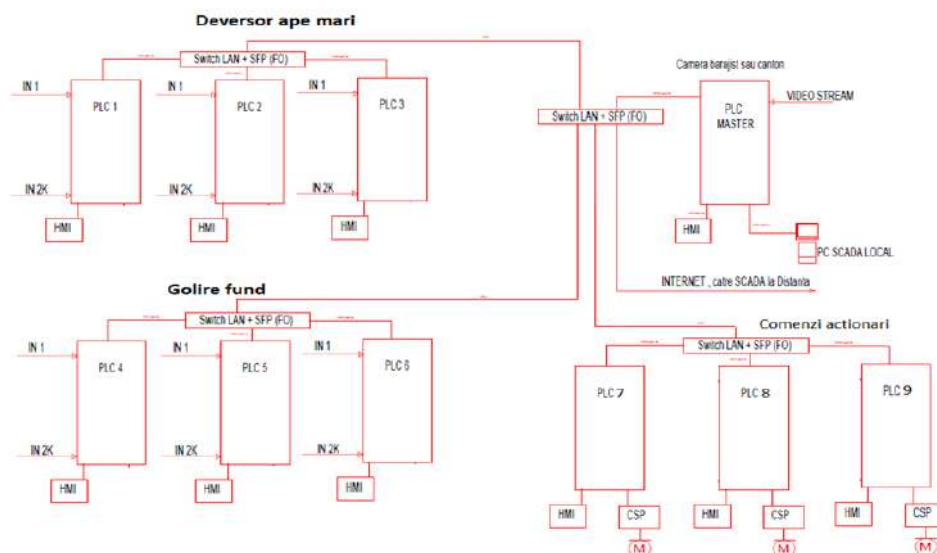 Deversor ape mari
Switch LAN + SFP (FO)
IN 1
PLC 1
IN 2K
HMI
IN 1
PLC 2
IN 2K
HMI
IN 1
PLC 3
IN 2K
HMI
Camera barajist sau canton
Switch LAN + SFP (FO)
PLC
MASTER
VIDEO STREAM
HMI
PC SCADA LOCAL
INTERNET , catre SCADA la Distanta
Golire fund
Switch LAN + SFP (FO)
IN 1
PLC 4
IN 2K
HMI
IN 1
PLC 5
IN 2K
HMI
IN 1
PLC 6
IN 2K
HMI
Comenzi actionari
Switch LAN + SFP (FO)
PLC 7
HMI
CSP
M
PLC 8
HMI
CSP
M
PLC 9
HMI
CSP
M